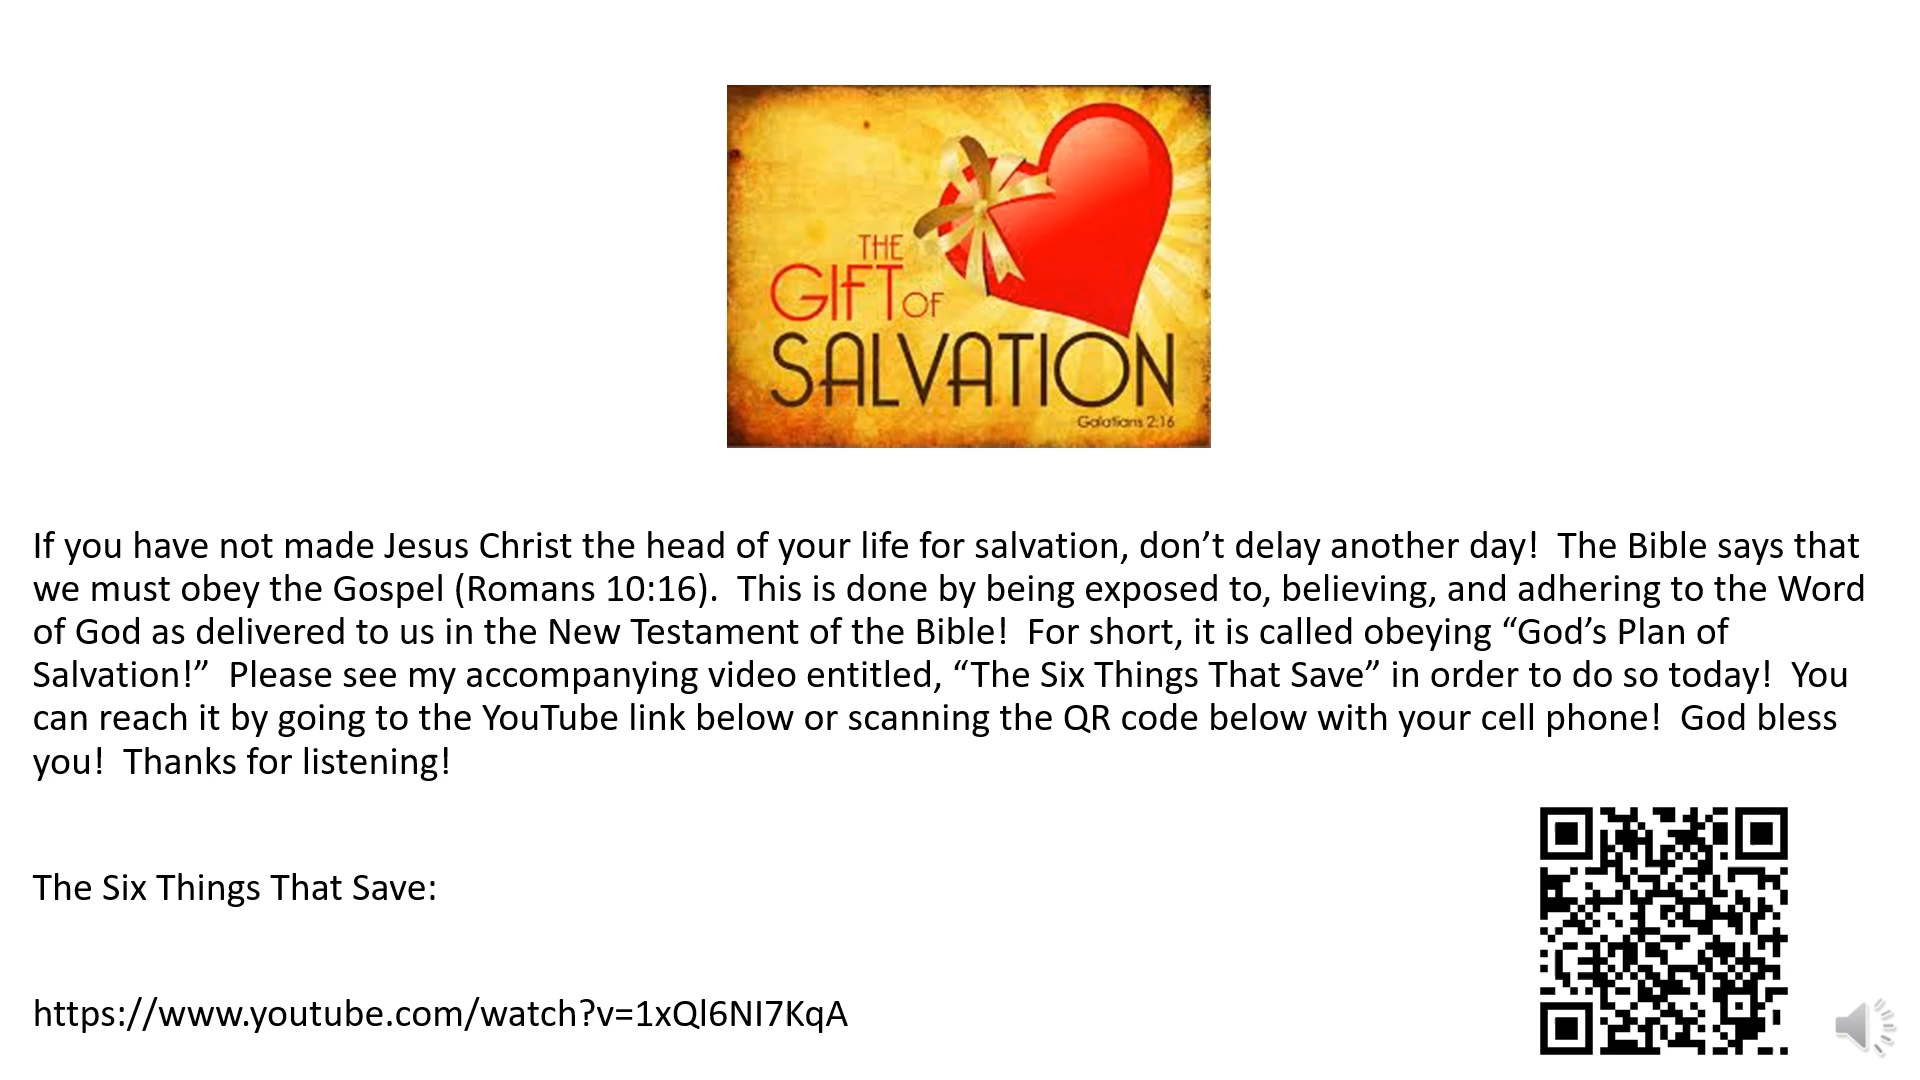 THE
GIFT OF
SALVATION
Galatians 2:16
If you have not made Jesus Christ the head of your life for salvation, don’t delay another day!  The Bible says that
we must obey the Gospel (Romans 10:16).  This is done by being exposed to, believing, and adhering to the Word
of God as delivered to us in the New Testament of the Bible!  For short, it is called obeying “God’s Plan of
Salvation!”  Please see my accompanying video entitled, “The Six Things That Save” in order to do so today!  You
can reach it by going to the YouTube link below or scanning the QR code below with your cell phone!  God bless
you!  Thanks for listening!
The Six Things That Save:
https://www.youtube.com/watch?v=1xQl6NI7KqA